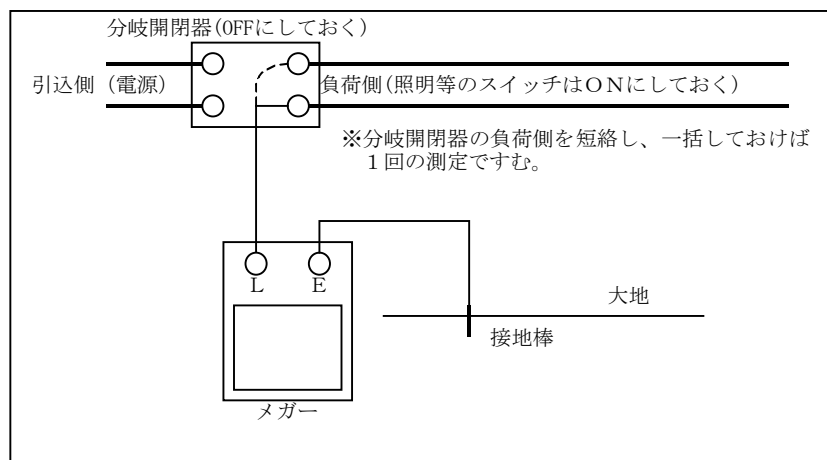 分岐開閉器(OFFにしておく)
引込側(電源)
負荷側(照明等のスイッチはＯＮにしておく)
※分岐開閉器の負荷側を短絡し、一括しておけば
１回の測定ですむ。
L
E
大地
接地棒
メガー